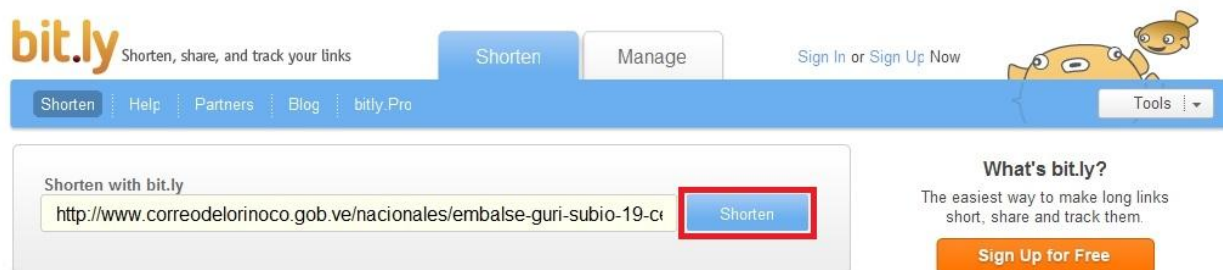 bit.ly Shorten, share, and track your links
Shorten Manage
Sign In or Sign Up Now
Shorten Help Partners Blog bitly.Pro
Tools
Shorten with bit.ly
http://www.correodelorinoco.gob.ve/nacionales/embalse-guri-subio-19-ce
Shorten
What's bit.ly?
The easiest way to make long links
short, share and track them.
Sign Up for Free